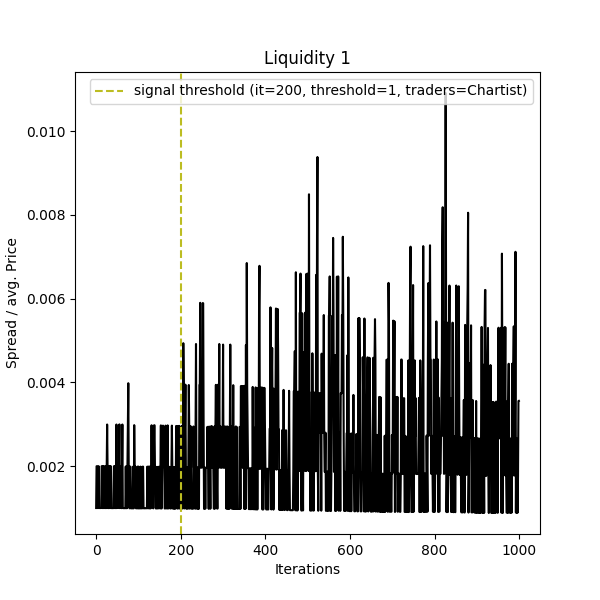 Liquidity 1
signal threshold (it=200, threshold=1, traders=Chartist)
0.010
0.008
0.006
0.004
0.002
Spread / avg. Price
0 200 400 600 800 1000
Iterations